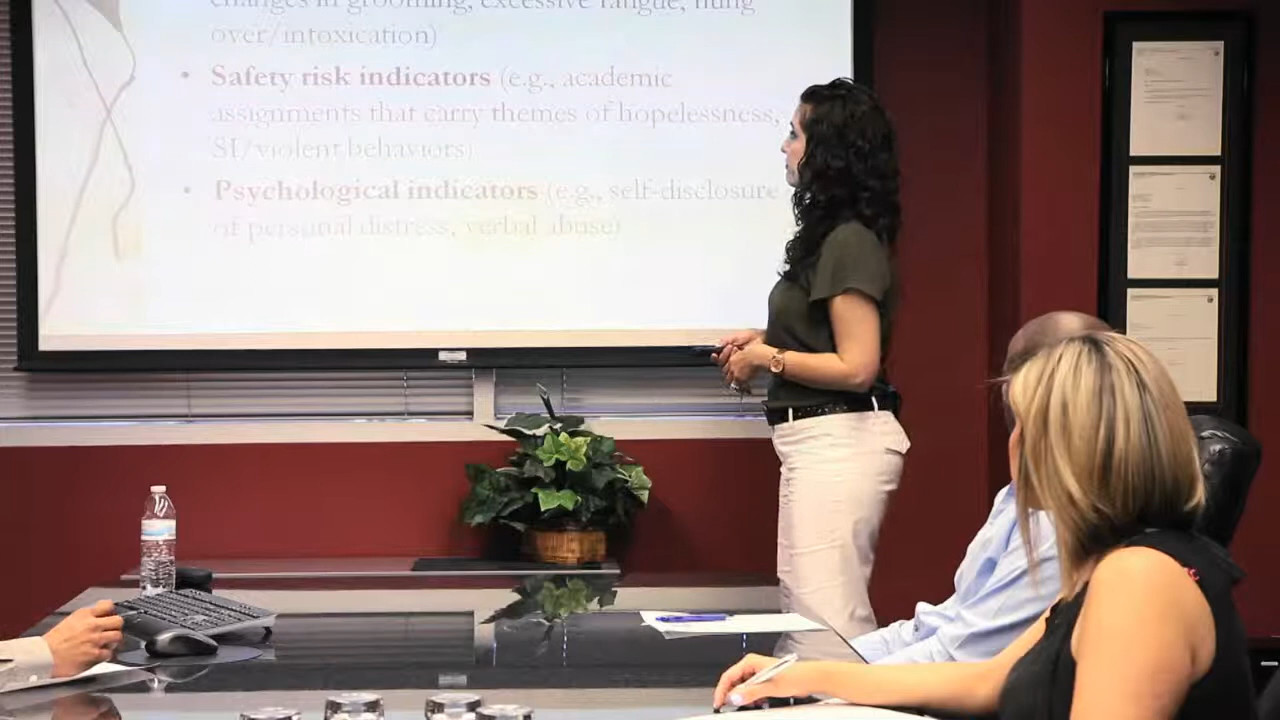 changes in grooming, excessive fatigue, hung
over/intoxication)
• Safety risk indicators (e.g., academic
assignments that carry themes of hopelessness,
SI/violent behaviors)
• Psychological indicators (e.g., self-disclosure
of personal distress, verbal abuse)